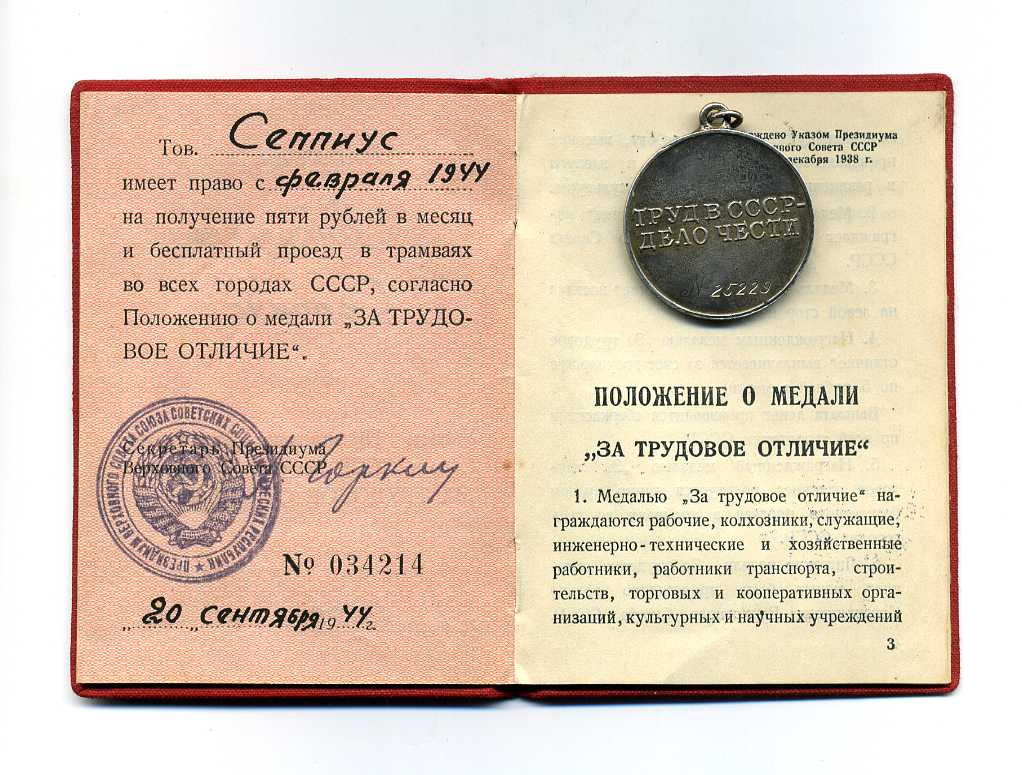 Тов. Сеппиус
имеет право с февраля 1944
на получение пяти рублей в месяц
и бесплатный проезд в трамваях
во всех городах СССР, согласно
Положению о медали „ЗА ТРУДО-
ВОЕ ОТЛИЧИЕ“.
Секретарь Президиума
Верховного Совета СССР
№ 034214
„20„ сентября 1944 г.
Указом Президиума
Совета СССР
декабря 1938 г.
ТРУД В СССР-
ДЕЛО ЧЕСТИ
№ 25229
ПОЛОЖЕНИЕ О МЕДАЛИ
„ЗА ТРУДОВОЕ ОТЛИЧИЕ“
1. Медалью „За трудовое отличие“ на-
граждаются рабочие, колхозники, служащие,
инженерно-технические и хозяйственные
работники, работники транспорта, строи-
тельств, торговых и кооперативных орга-
низаций, культурных и научных учреждений
3